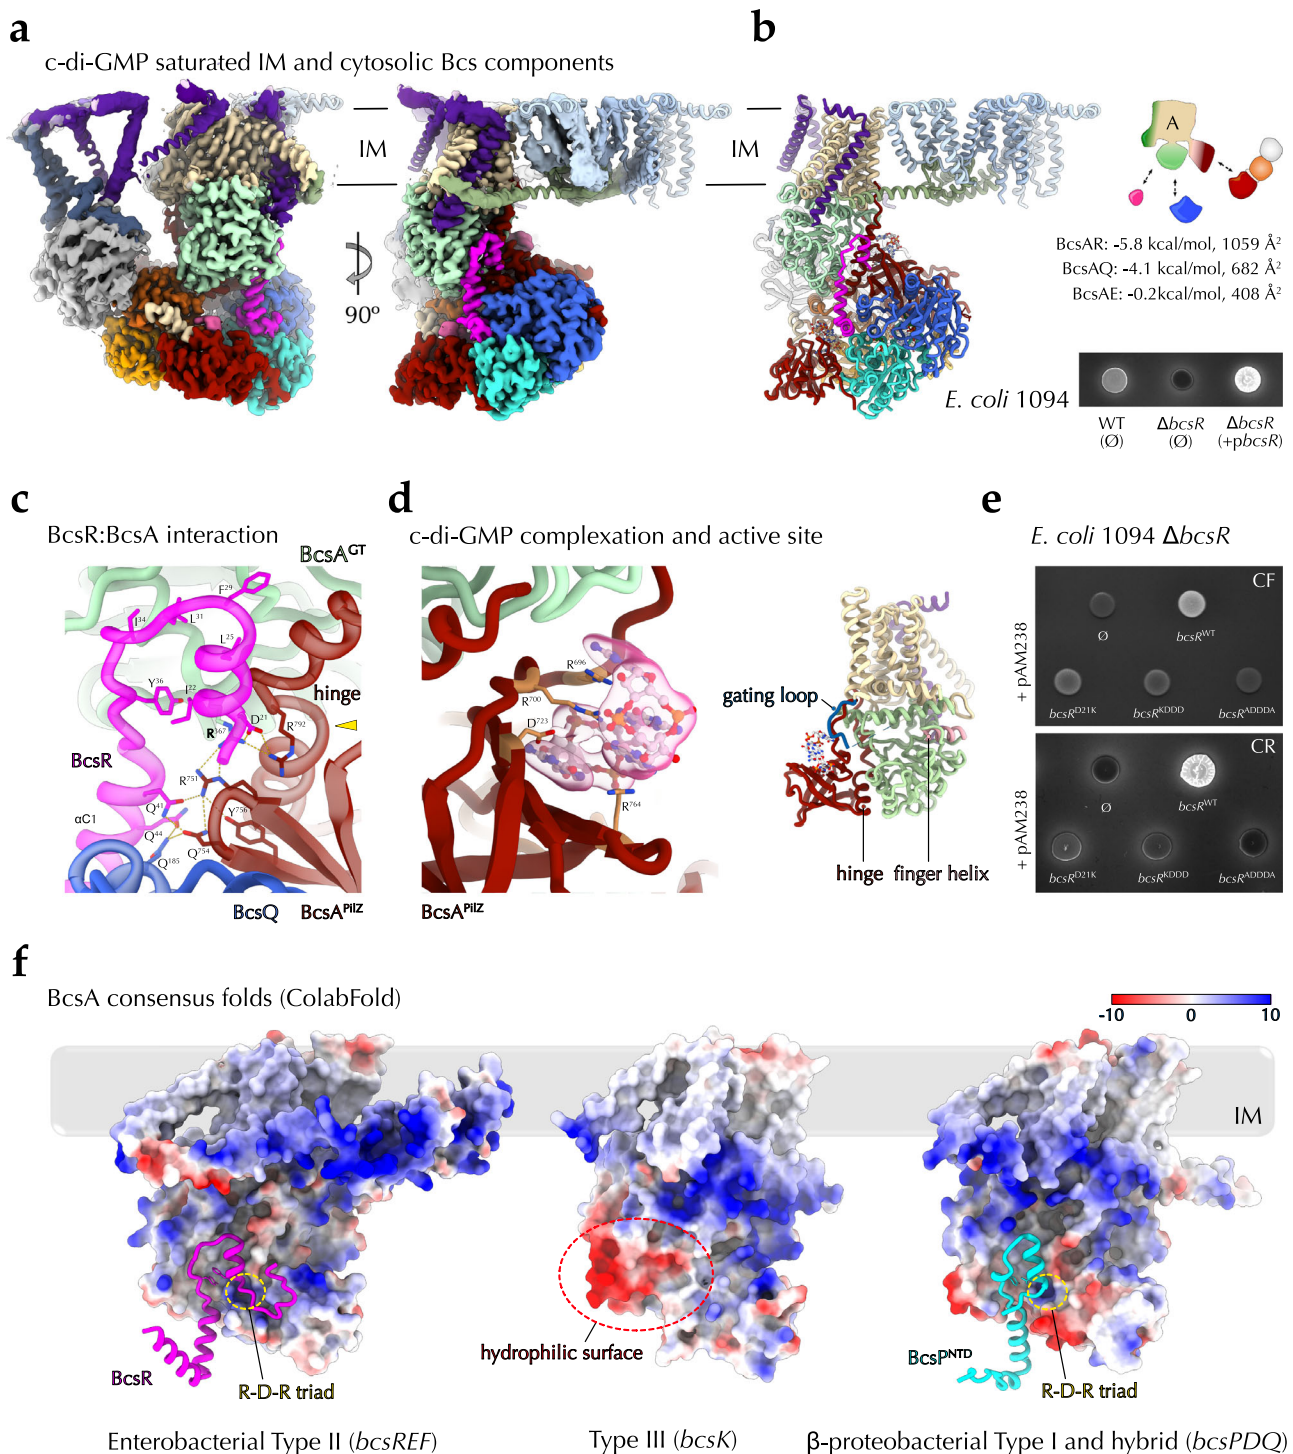 a
c-di-GMP saturated IM and cytosolic Bcs components
IM
90º
b
IM
A
BcsAR: -5.8 kcal/mol, 1059 Å²
BcsAQ: -4.1 kcal/mol, 682 Å²
BcsAE: -0.2kcal/mol, 408 Å²
E. coli 1094
WT (Ø)
ΔbcsR (Ø)
ΔbcsR (+pbcsR)
c
BcsR:BcsA interaction
BcsA^GT
F²⁹
I³⁴
L³¹
L²⁵
Y³⁶
I²²
hinge
D²¹
R⁷⁹²
R³⁶⁷
BcsR
R⁷⁵¹
Q⁴¹
αC1
Y⁷⁵⁶
Q⁴⁴
Q⁷⁵⁴
Q¹⁸⁵
BcsQ
BcsA^PilZ
d
c-di-GMP complexation and active site
R⁶⁹⁶
R⁷⁰⁰
D⁷²³
R⁷⁶⁴
BcsA^PilZ
gating loop
hinge
finger helix
e
E. coli 1094 ΔbcsR
CF
+ pAM238
Ø
bcsR^WT
bcsR^D21K
bcsR^KDDD
bcsR^ADDDA
CR
+ pAM238
Ø
bcsR^WT
bcsR^D21K
bcsR^KDDD
bcsR^ADDDA
f
BcsA consensus folds (ColabFold)
-10 0 10
IM
BcsR
R-D-R triad
hydrophilic surface
BcsP^NTD
R-D-R triad
Enterobacterial Type II (bcsREF)
Type III (bcsK)
β-proteobacterial Type I and hybrid (bcsPDQ)